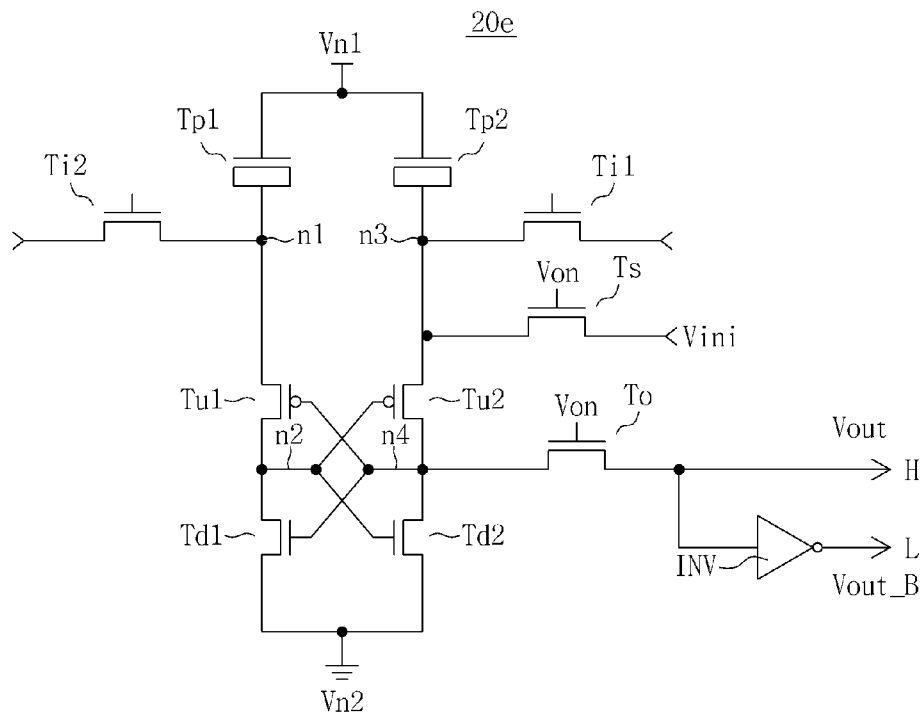 20e
Vn1
Tp1
Tp2
Ti2
Ti1
n1
n3
Von
Ts
Vini
Tu1
Tu2
n2
n4
Von
To
Vout
H
Td1
Td2
INV
L
Vout_B
Vn2